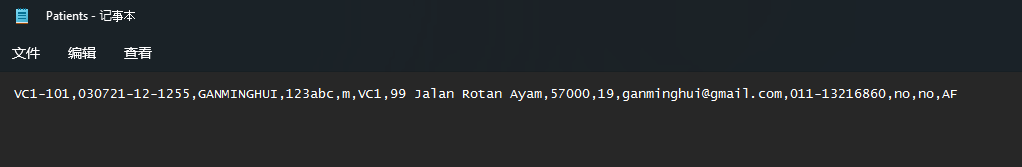 Patients - 记事本
文件 编辑 查看
VC1-101,030721-12-1255,GANMINGHUI,123abc,m,VC1,99 Jalan Rotan Ayam,57000,19,ganminghui@gmail.com,011-13216860,no,no,AF